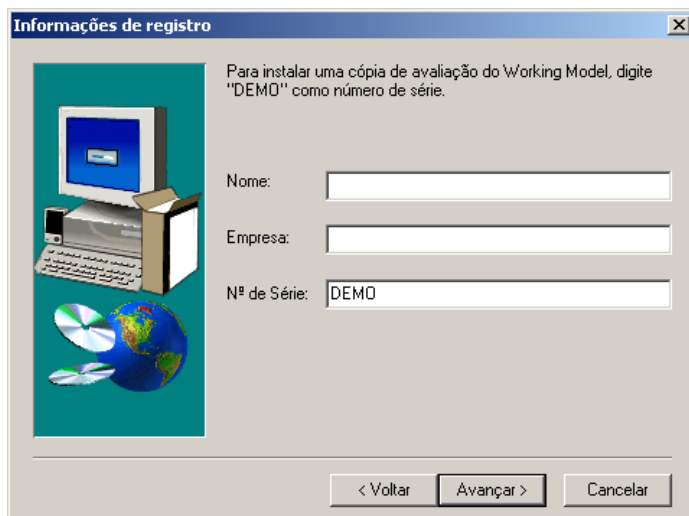 Informações de registro
Para instalar uma cópia de avaliação do Working Model, digite
"DEMO" como número de série.
Nome:
Empresa:
Nº de Série: DEMO
< Voltar Avançar > Cancelar